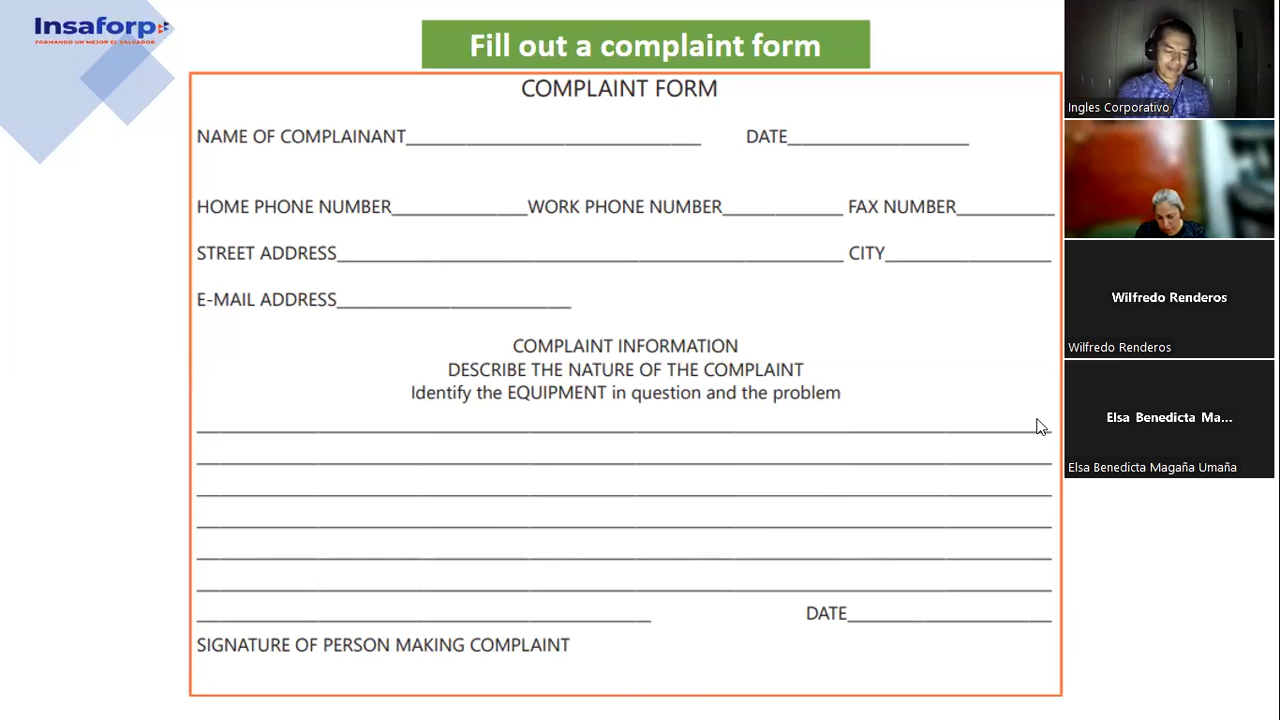 Insaforp
FORMANDO UN MEJOR EL SALVADOR
Fill out a complaint form
COMPLAINT FORM
NAME OF COMPLAINANT DATE
HOME PHONE NUMBER WORK PHONE NUMBER FAX NUMBER
STREET ADDRESS CITY
E-MAIL ADDRESS
COMPLAINT INFORMATION
DESCRIBE THE NATURE OF THE COMPLAINT
Identify the EQUIPMENT in question and the problem
DATE
SIGNATURE OF PERSON MAKING COMPLAINT
Ingles Corporativo
Wilfredo Renderos
Wilfredo Renderos
Elsa Benedicta Ma...
Elsa Benedicta Magaña Umaña